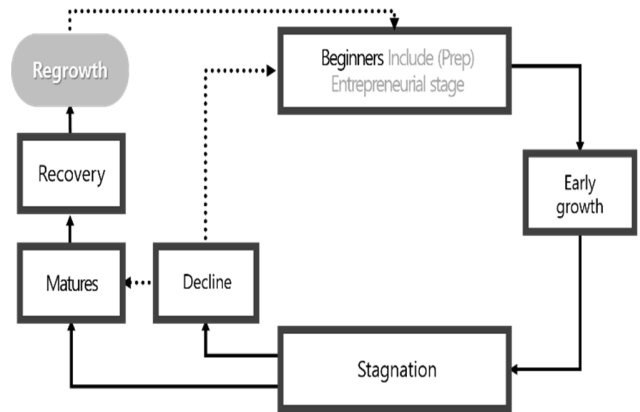 Regrowth
Beginners Include (Prep)
Entrepreneurial stage
Recovery
Early
growth
Matures
Decline
Stagnation